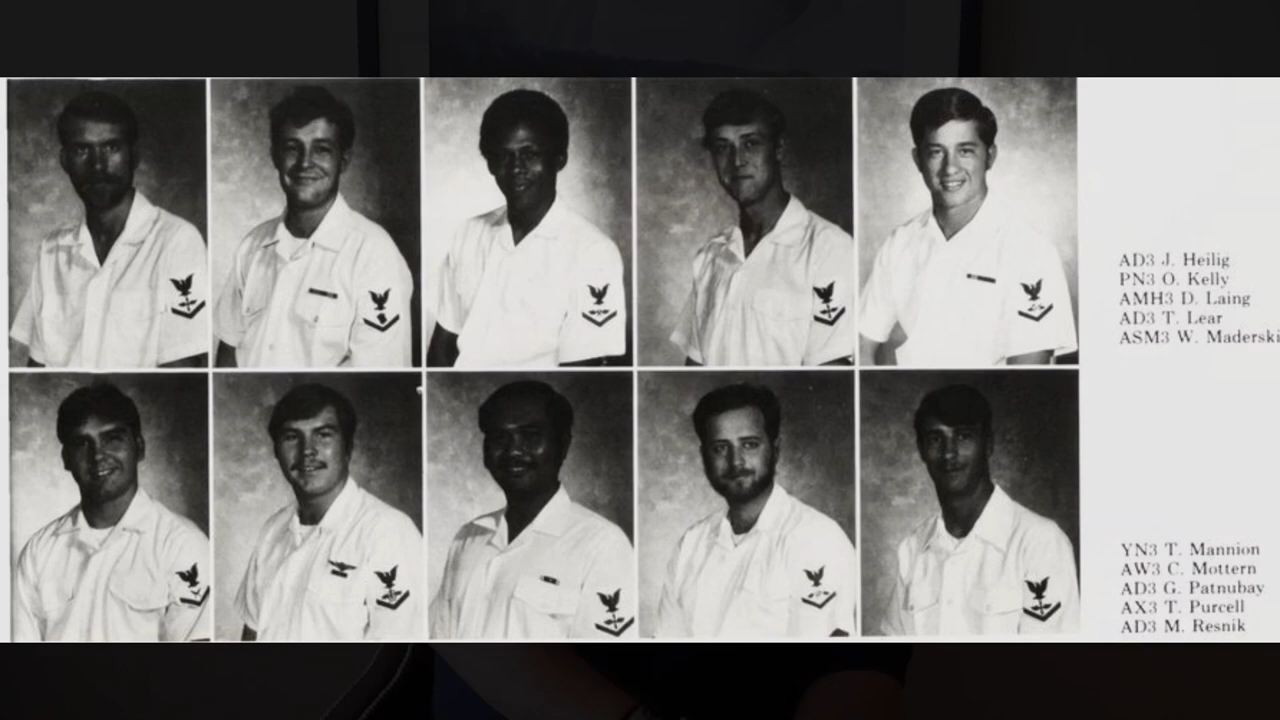 AD3 J. Heilig
PN3 O. Kelly
AMH3 D. Laing
AD3 T. Lear
ASM3 W. Maderski
YN3 T. Mannion
AW3 C. Mottern
AD3 G. Patnubay
AX3 T. Purcell
AD3 M. Resnik